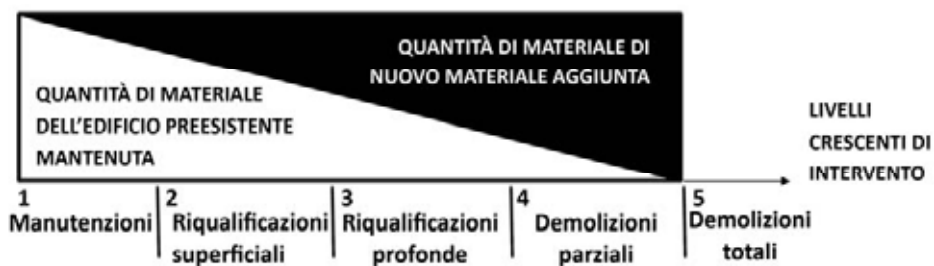 QUANTITÀ DI MATERIALE DI
NUOVO MATERIALE AGGIUNTA
QUANTITÀ DI MATERIALE
DELL'EDIFICIO PREESISTENTE
MANTENUTA
LIVELLI
CRESCENTI DI
INTERVENTO
1
Manutenzioni
2
Riqualificazioni
superficiali
3
Riqualificazioni
profonde
4
Demolizioni
parziali
5
Demolizioni
totali